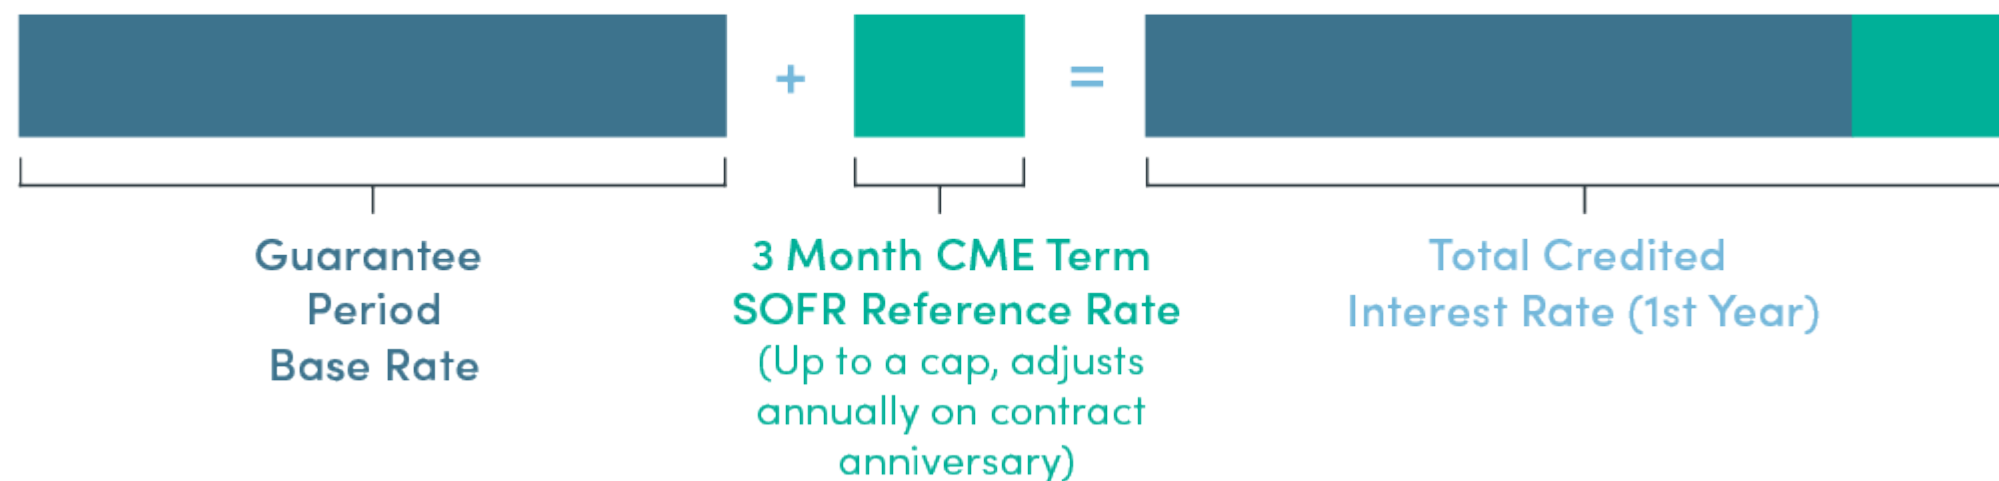 +
=
Guarantee
Period
Base Rate
3 Month CME Term
SOFR Reference Rate
(Up to a cap, adjusts
annually on contract
anniversary)
Total Credited
Interest Rate (1st Year)